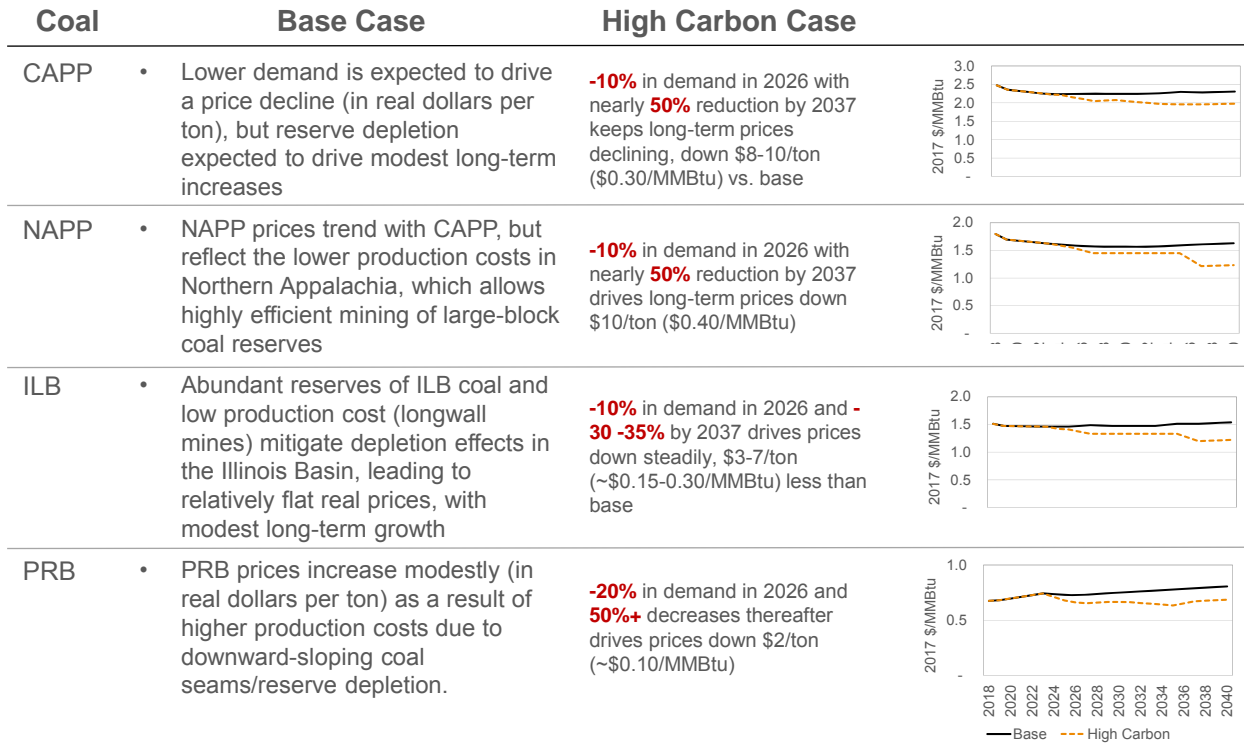 Coal Base Case High Carbon Case
CAPP
• Lower demand is expected to drive
a price decline (in real dollars per
ton), but reserve depletion
expected to drive modest long-term
increases
-10% in demand in 2026 with
nearly 50% reduction by 2037
keeps long-term prices
declining, down $8-10/ton
($0.30/MMBtu) vs. base
2017 $/MMBtu
3.0
2.5
2.0
1.5
1.0
0.5
-
NAPP
• NAPP prices trend with CAPP, but
reflect the lower production costs in
Northern Appalachia, which allows
highly efficient mining of large-block
coal reserves
-10% in demand in 2026 with
nearly 50% reduction by 2037
drives long-term prices down
$10/ton ($0.40/MMBtu)
2017 $/MMBtu
2.0
1.5
1.0
0.5
-
ILB
• Abundant reserves of ILB coal and
low production cost (longwall
mines) mitigate depletion effects in
the Illinois Basin, leading to
relatively flat real prices, with
modest long-term growth
-10% in demand in 2026 and -
30 -35% by 2037 drives prices
down steadily, $3-7/ton
(~$0.15-0.30/MMBtu) less than
base
2017 $/MMBtu
2.0
1.5
1.0
0.5
-
PRB
• PRB prices increase modestly (in
real dollars per ton) as a result of
higher production costs due to
downward-sloping coal
seams/reserve depletion.
-20% in demand in 2026 and
50%+ decreases thereafter
drives prices down $2/ton
(~$0.10/MMBtu)
2017 $/MMBtu
1.0
0.5
-
2018 2020 2022 2024 2026 2028 2030 2032 2034 2036 2038 2040
Base High Carbon